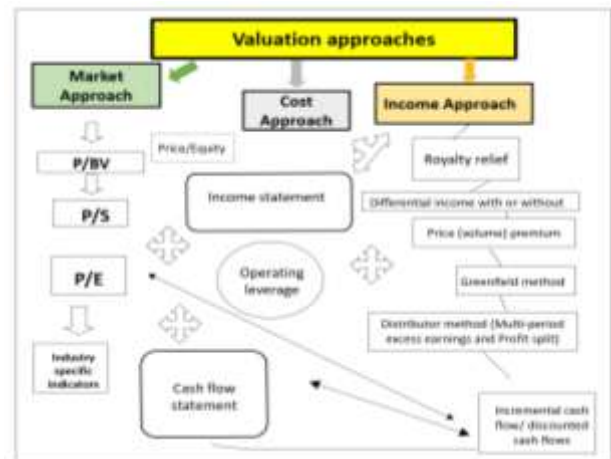 Valuation approaches
Market
Approach
Cost
Approach
Income Approach
Price/Equity
P/BV
Royalty relief
Income statement
Differential income with or without
P/S
Price (volume) premium
Operating
leverage
P/E
Greenfield method
Distributor method (Multi-period
excess earnings and Profit split)
Industry
specific
indicators
Cash flow
statement
Incremental cash
flow/ discounted
cash flows